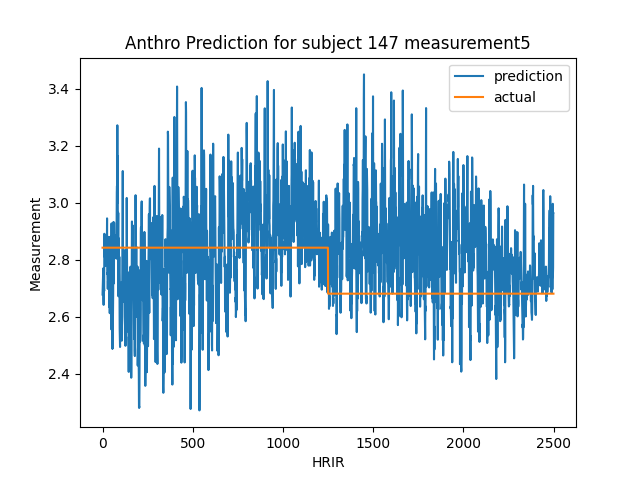 Anthro Prediction for subject 147 measurement5
prediction
actual
3.4
3.2
3.0
2.8
2.6
2.4
Measurement
0
500
1000
1500
2000
2500
HRIR